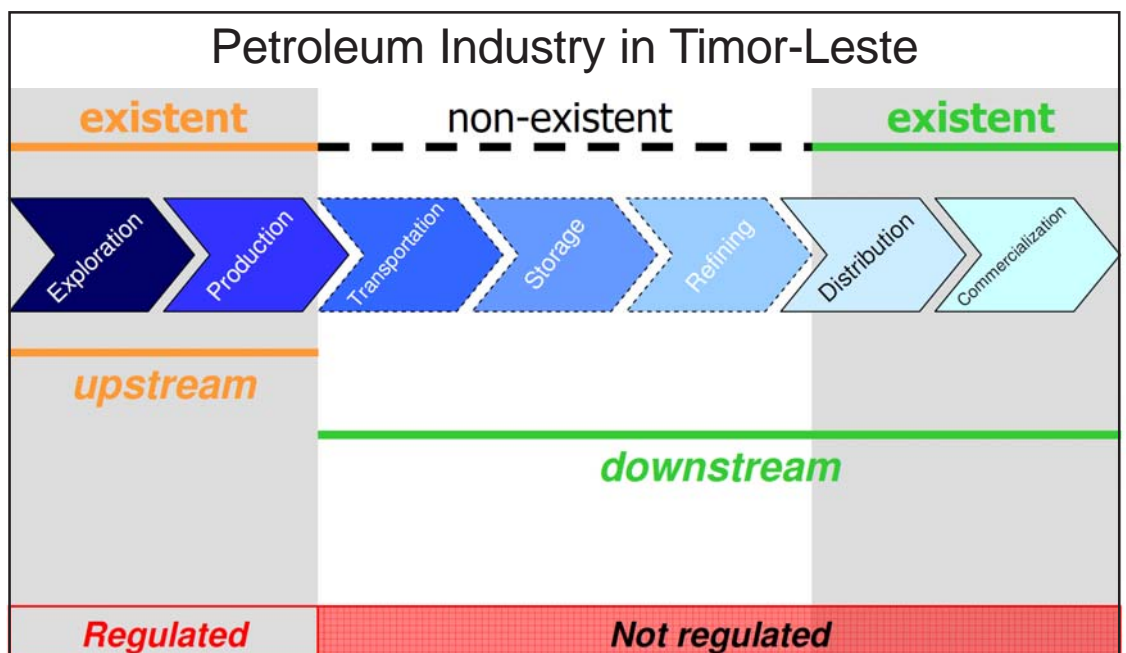 Petroleum Industry in Timor-Leste
existent
non-existent
existent
Exploration
Production
Transportation
Storage
Refining
Distribution
Commercialization
upstream
downstream
Regulated
Not regulated